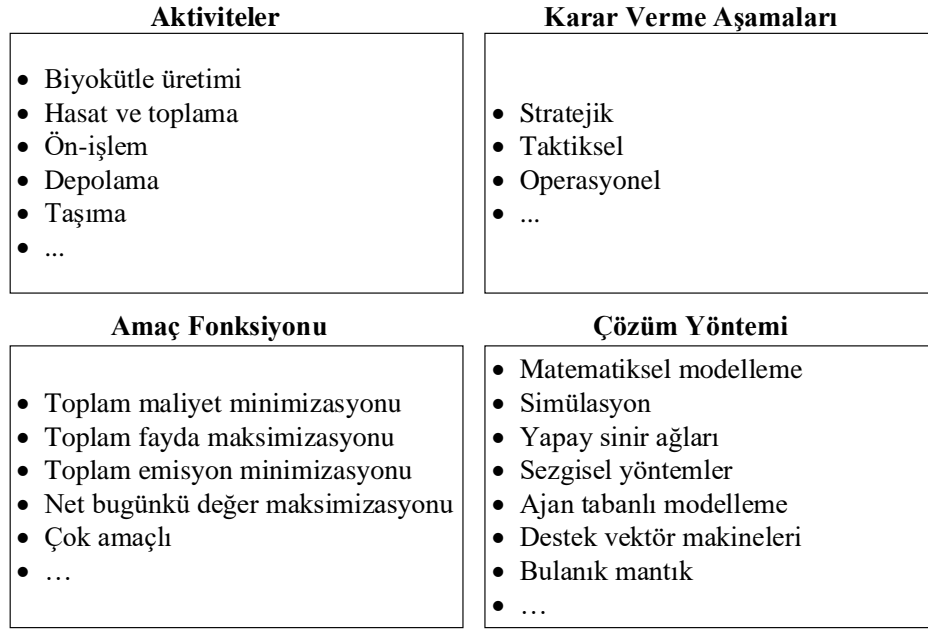 Aktiviteler
• Biyokütle üretimi
• Hasat ve toplama
• Ön-işlem
• Depolama
• Taşıma
• ...
Karar Verme Aşamaları
• Stratejik
• Taktiksel
• Operasyonel
• ...
Amaç Fonksiyonu
• Toplam maliyet minimizasyonu
• Toplam fayda maksimizasyonu
• Toplam emisyon minimizasyonu
• Net bugünkü değer maksimizasyonu
• Çok amaçlı
• …
Çözüm Yöntemi
• Matematiksel modelleme
• Simülasyon
• Yapay sinir ağları
• Sezgisel yöntemler
• Ajan tabanlı modelleme
• Destek vektör makineleri
• Bulanık mantık
• …